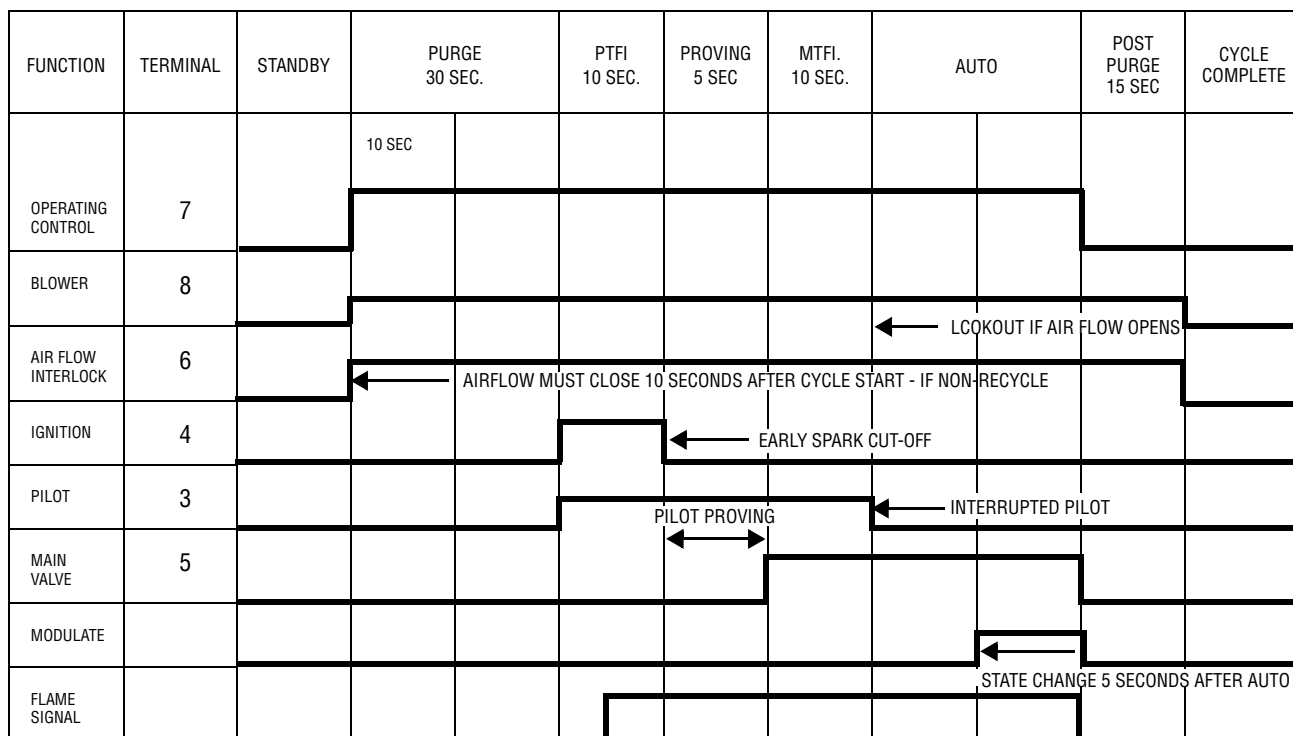 FUNCTION TERMINAL STANDBY PURGE 30 SEC. PTFI 10 SEC. PROVING 5 SEC MTFI. 10 SEC. AUTO POST PURGE 15 SEC CYCLE COMPLETE
10 SEC
OPERATING CONTROL 7
BLOWER 8
LCOKOUT IF AIR FLOW OPENS
AIR FLOW INTERLOCK 6
AIRFLOW MUST CLOSE 10 SECONDS AFTER CYCLE START - IF NON-RECYCLE
IGNITION 4
EARLY SPARK CUT-OFF
PILOT 3
INTERRUPTED PILOT
PILOT PROVING
MAIN VALVE 5
MODULATE
STATE CHANGE 5 SECONDS AFTER AUTO
FLAME SIGNAL